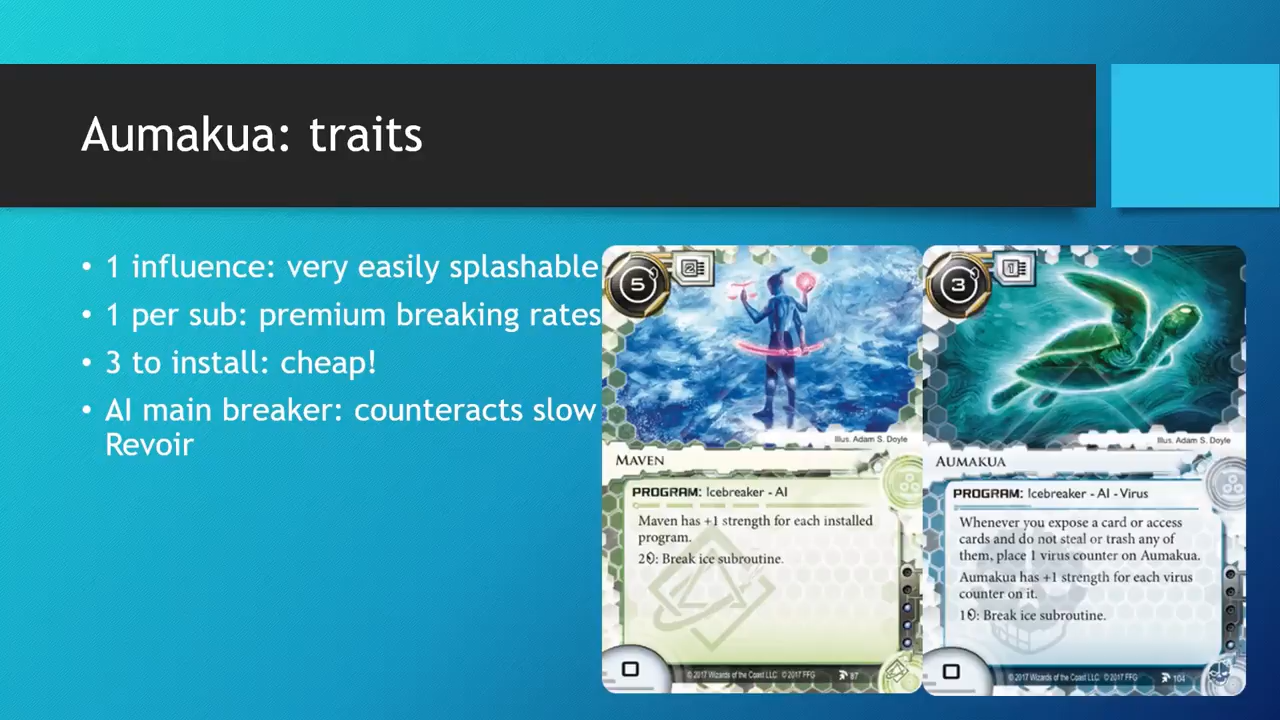 Aumakua: traits
• 1 influence: very easily splashable
• 1 per sub: premium breaking rates
• 3 to install: cheap!
• AI main breaker: counteracts slow
Revoir
5
2
Illus. Adam S. Doyle
MAVEN
PROGRAM: Icebreaker - AI
Maven has +1 strength for each installed
program.
2: Break ice subroutine.
© 2017 Wizards of the Coast LLC. © 2017 FFG
87
3
1
Illus. Adam S. Doyle
AUMAKUA
PROGRAM: Icebreaker - AI - Virus
Whenever you expose a card or access
cards and do not steal or trash any of
them, place 1 virus counter on Aumakua.
Aumakua has +1 strength for each virus
counter on it.
1: Break ice subroutine.
0
© 2017 Wizards of the Coast LLC. © 2017 FFG
104